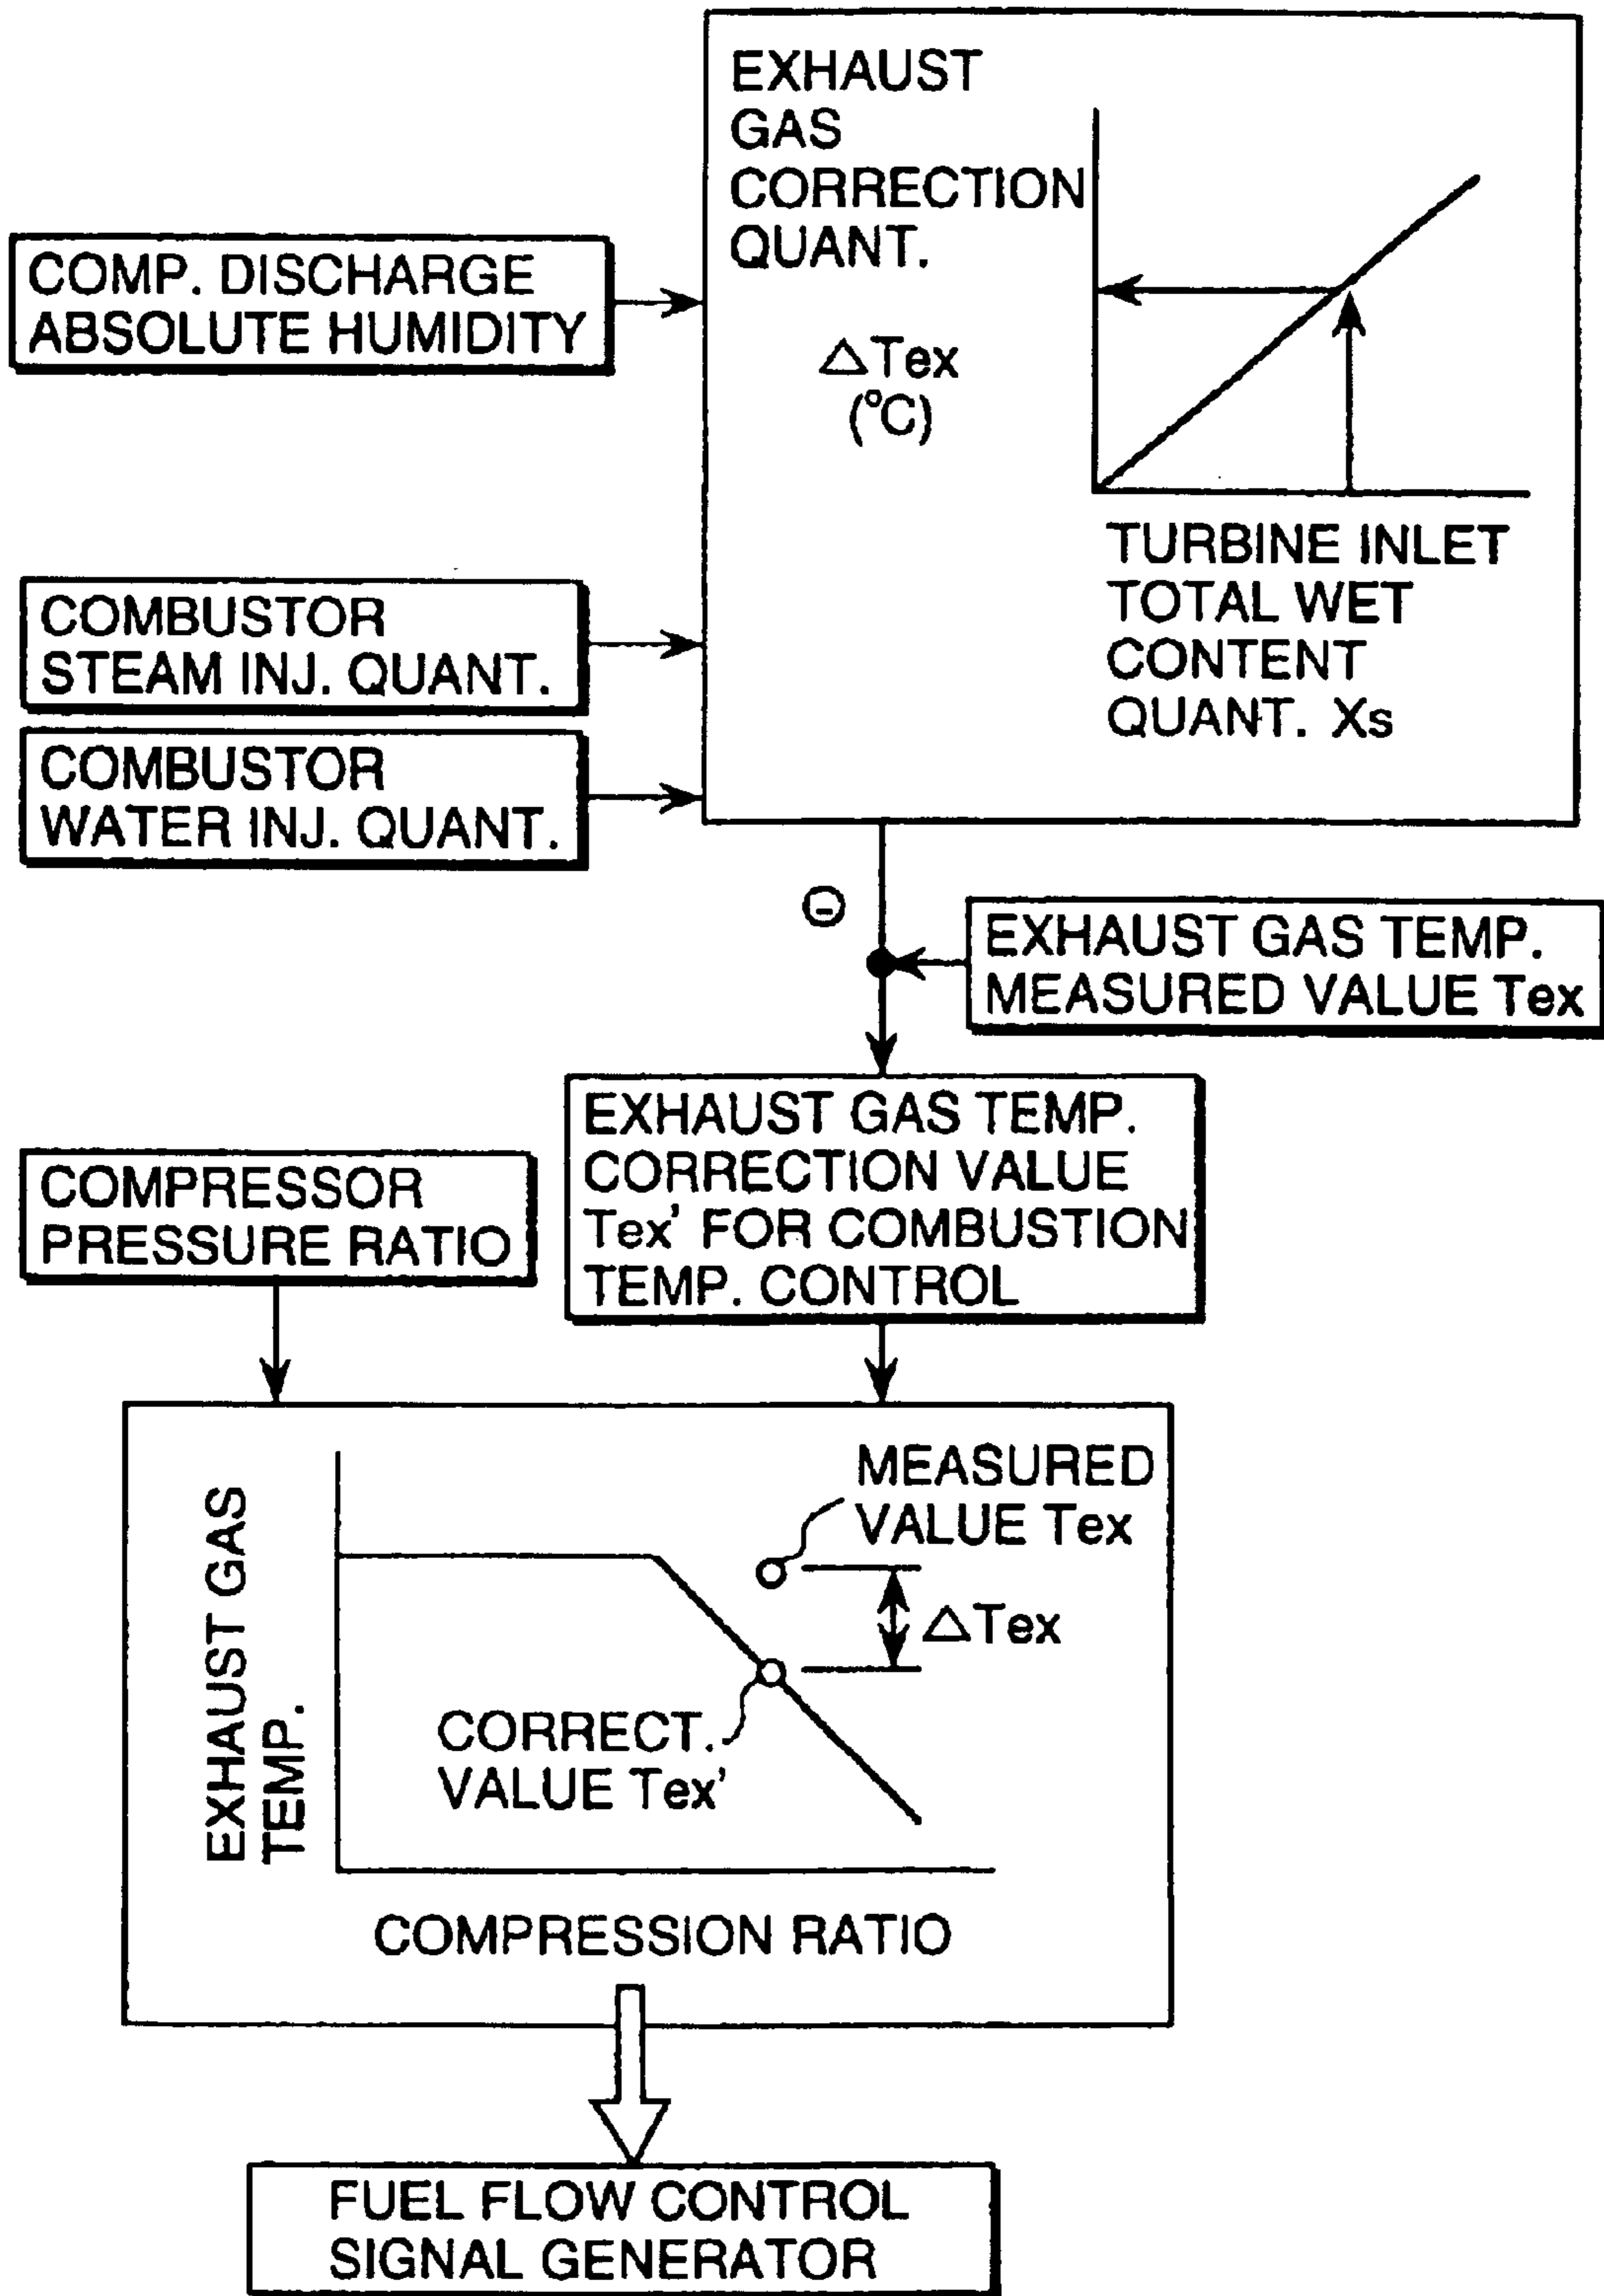 EXHAUST
GAS
CORRECTION
QUANT.
△Tex
(°C)
TURBINE INLET
TOTAL WET
CONTENT
QUANT. Xs
COMP. DISCHARGE
ABSOLUTE HUMIDITY
COMBUSTOR
STEAM INJ. QUANT.
COMBUSTOR
WATER INJ. QUANT.
⊖
EXHAUST GAS TEMP.
MEASURED VALUE Tex
EXHAUST GAS TEMP.
CORRECTION VALUE
Tex' FOR COMBUSTION
TEMP. CONTROL
COMPRESSOR
PRESSURE RATIO
MEASURED
VALUE Tex
△Tex
CORRECT.
VALUE Tex'
EXHAUST GAS
TEMP.
COMPRESSION RATIO
FUEL FLOW CONTROL
SIGNAL GENERATOR